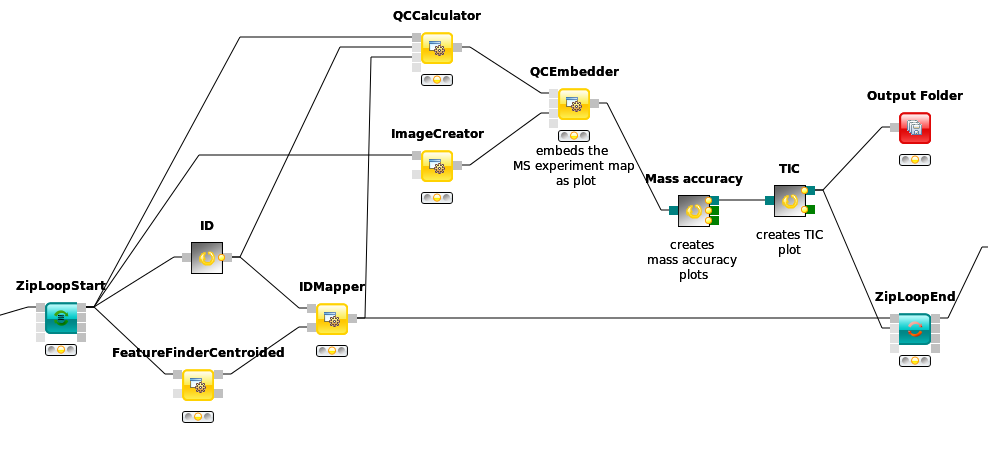 QCCalculator
QCEmbedder
embeds the
MS experiment map
as plot
Output Folder
ImageCreator
Mass accuracy
creates
mass accuracy
plots
TIC
creates TIC
plot
ID
ZipLoopStart
IDMapper
ZipLoopEnd
FeatureFinderCentroided